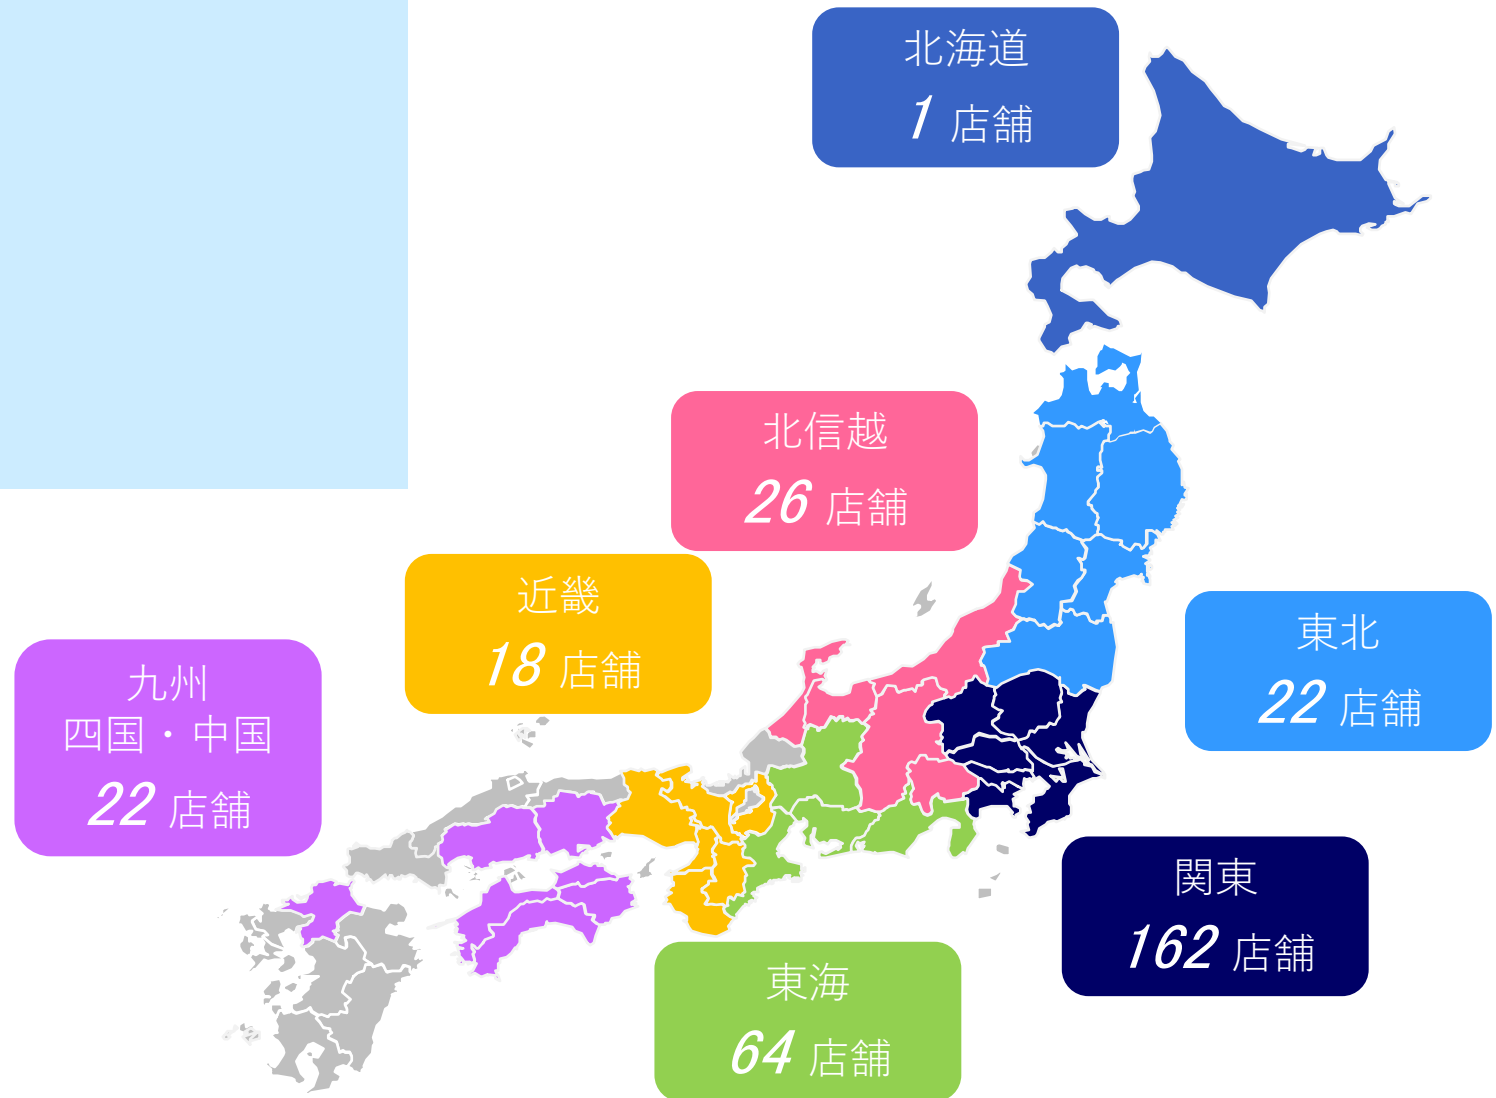 北海道
1 店舗
北信越
26 店舗
近畿
18 店舗
東北
22 店舗
九州
四国・中国
22 店舗
関東
162 店舗
東海
64 店舗